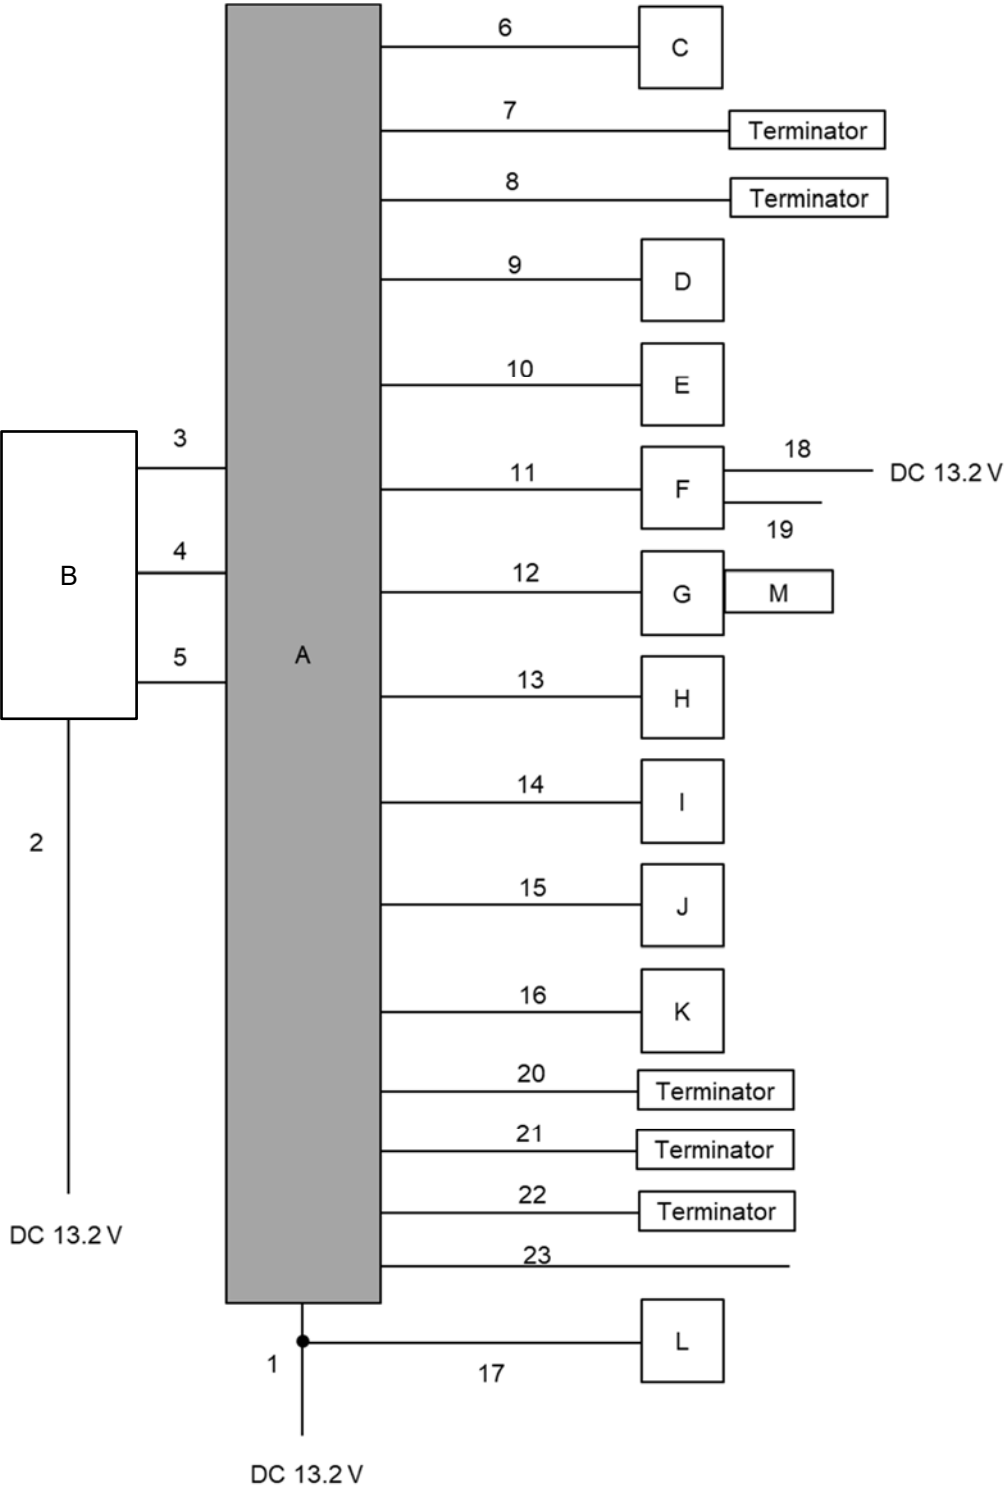 6
C
7
Terminator
8
Terminator
9
D
10
E
3
11
F
18
DC 13.2 V
19
4
B
12
G
M
5
A
13
H
14
I
2
15
J
16
K
20
Terminator
21
Terminator
22
Terminator
DC 13.2 V
23
1
17
L
DC 13.2 V